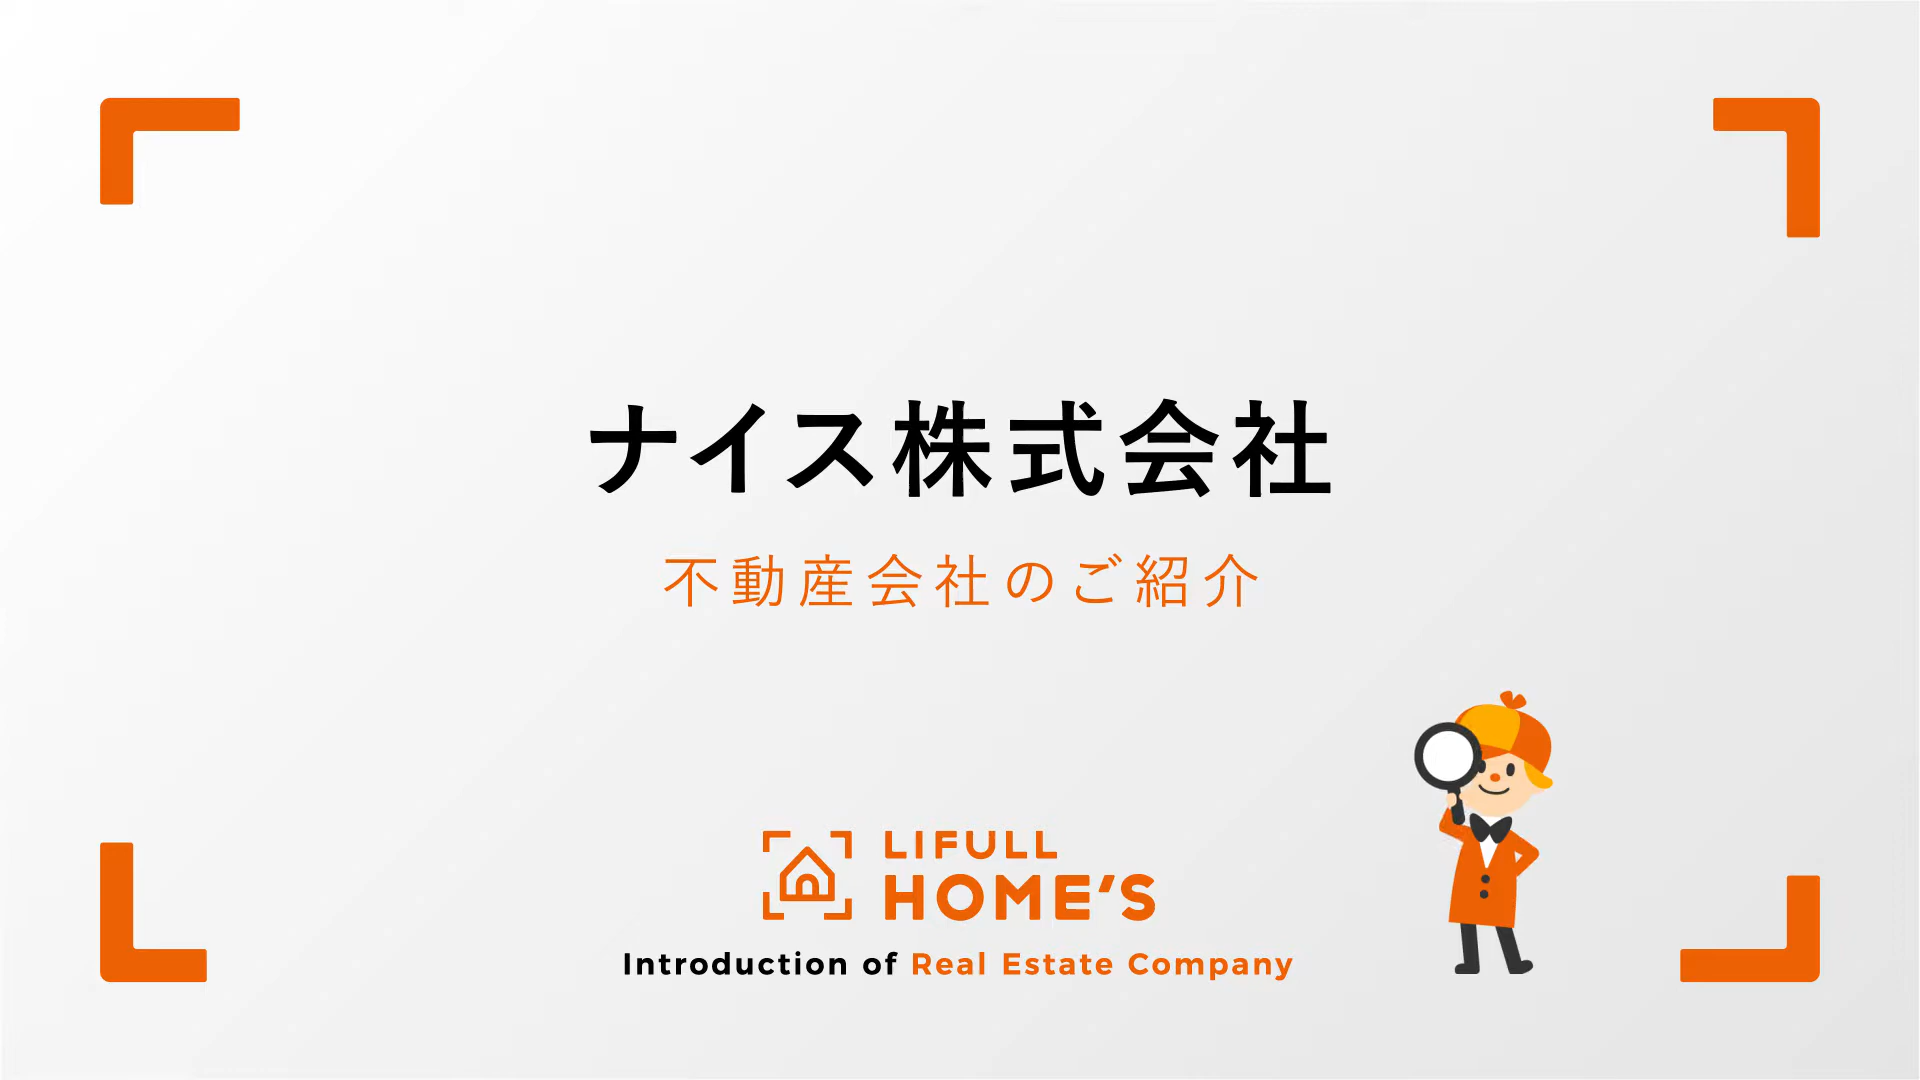 ナイス株式会社
不動産会社のご紹介
LIFULL
HOME'S
Introduction of Real Estate Company